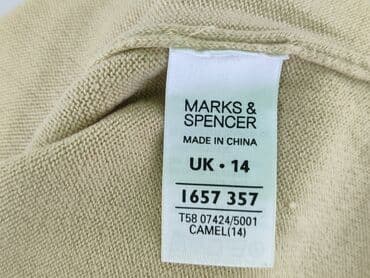 MARKS &
SPENCER
MADE IN CHINA
UK • 14
1657 357
T58 07424/5001
CAMEL(14)